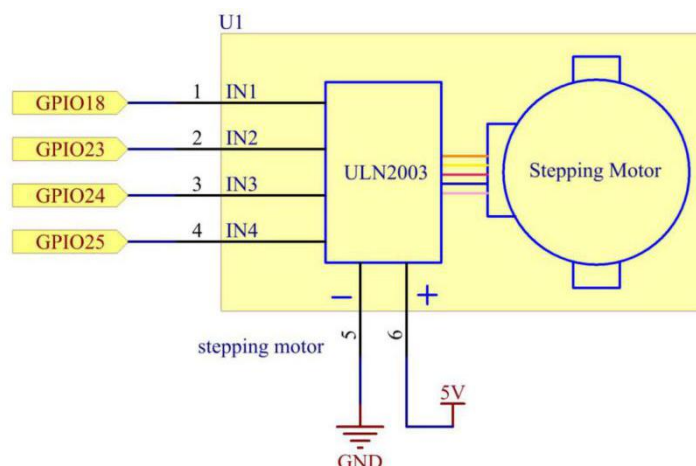 U1
GPIO18 1 IN1
GPIO23 2 IN2
GPIO24 3 IN3
GPIO25 4 IN4
ULN2003
Stepping Motor
− +
stepping motor
5 6
5V
GND